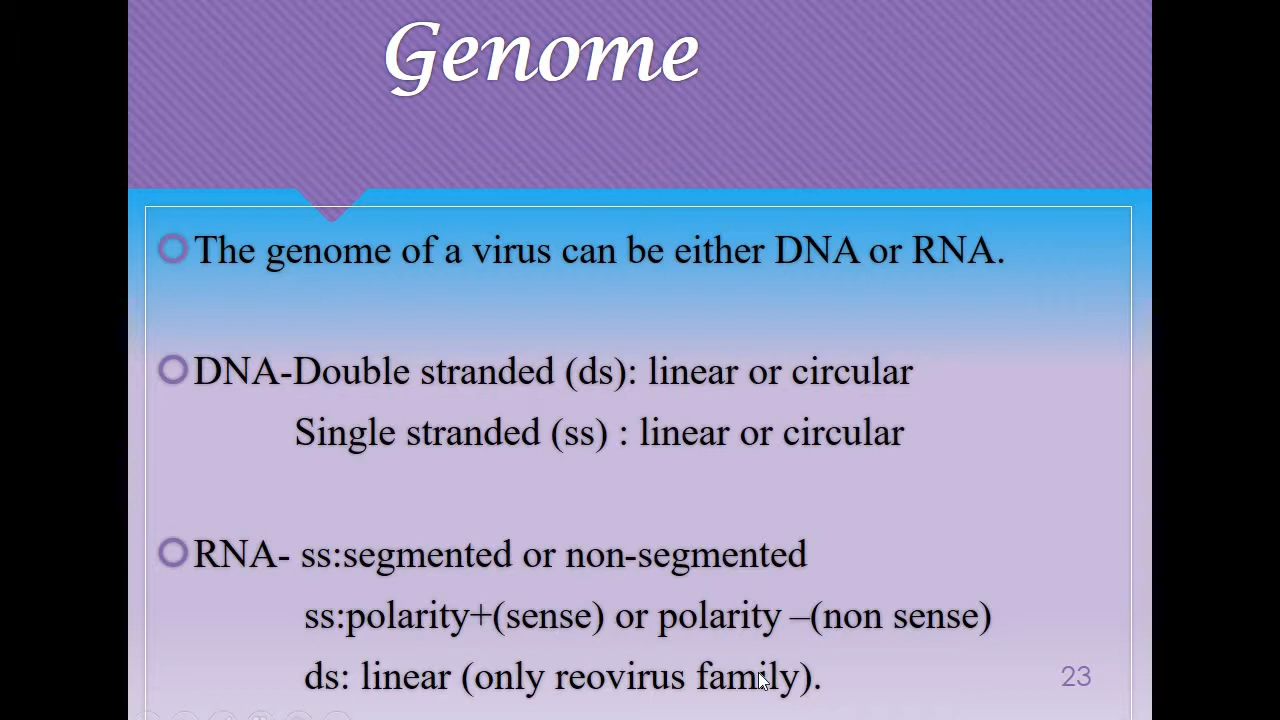 Genome
The genome of a virus can be either DNA or RNA.
DNA-Double stranded (ds): linear or circular
Single stranded (ss) : linear or circular
RNA- ss:segmented or non-segmented
ss:polarity+(sense) or polarity –(non sense)
ds: linear (only reovirus family).
23